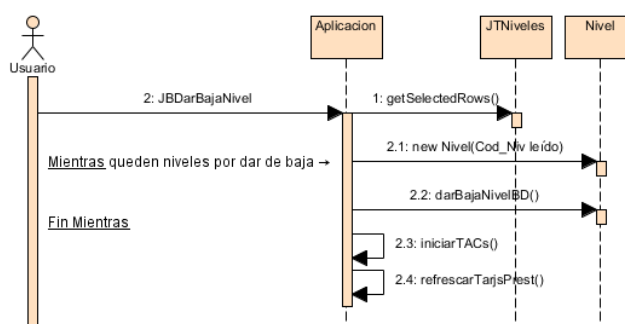 Aplicacion
JTNiveles
Nivel
Usuario
2: JBDarBajaNivel
1: getSelectedRows()
2.1: new Nivel(Cod_Niv leído)
Mientras queden niveles por dar de baja →
2.2: darBajaNivelBD()
Fin Mientras
2.3: iniciarTACs()
2.4: refrescarTarjsPrest()